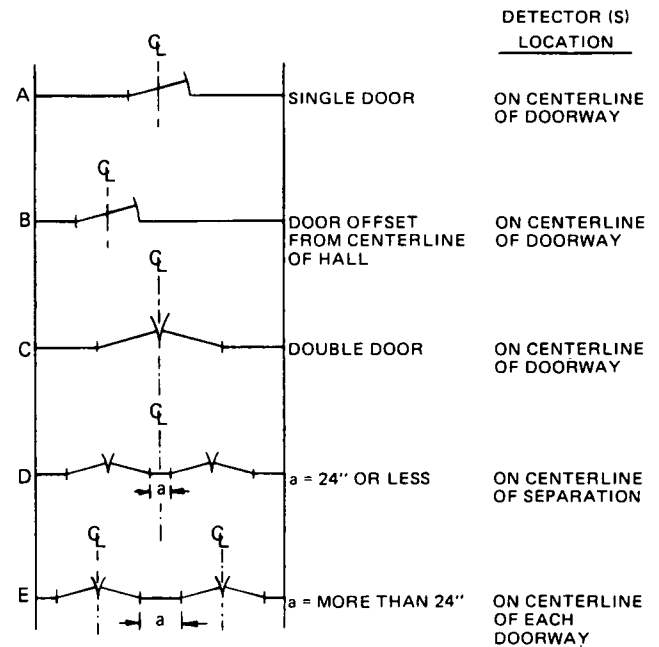 DETECTOR (S)
LOCATION
℄
A
SINGLE DOOR
ON CENTERLINE
OF DOORWAY
℄
B
DOOR OFFSET
FROM CENTERLINE
OF HALL
ON CENTERLINE
OF DOORWAY
℄
C
DOUBLE DOOR
ON CENTERLINE
OF DOORWAY
℄
D
a
a = 24" OR LESS
ON CENTERLINE
OF SEPARATION
℄ ℄
E
a
a = MORE THAN 24"
ON CENTERLINE
OF EACH
DOORWAY